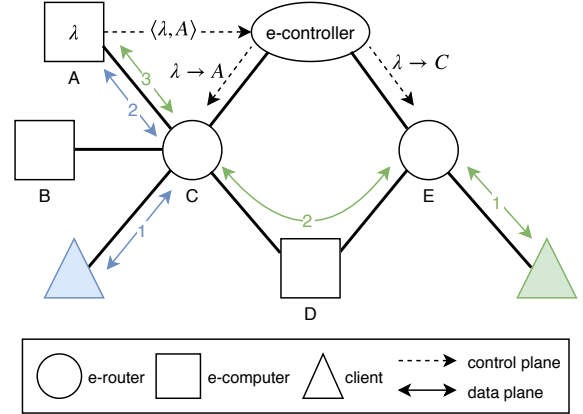 λ
⟨λ, A⟩
e-controller
A
3
λ → A
λ → C
2
B
C
E
1
2
1
D
e-router
e-computer
client
control plane
data plane